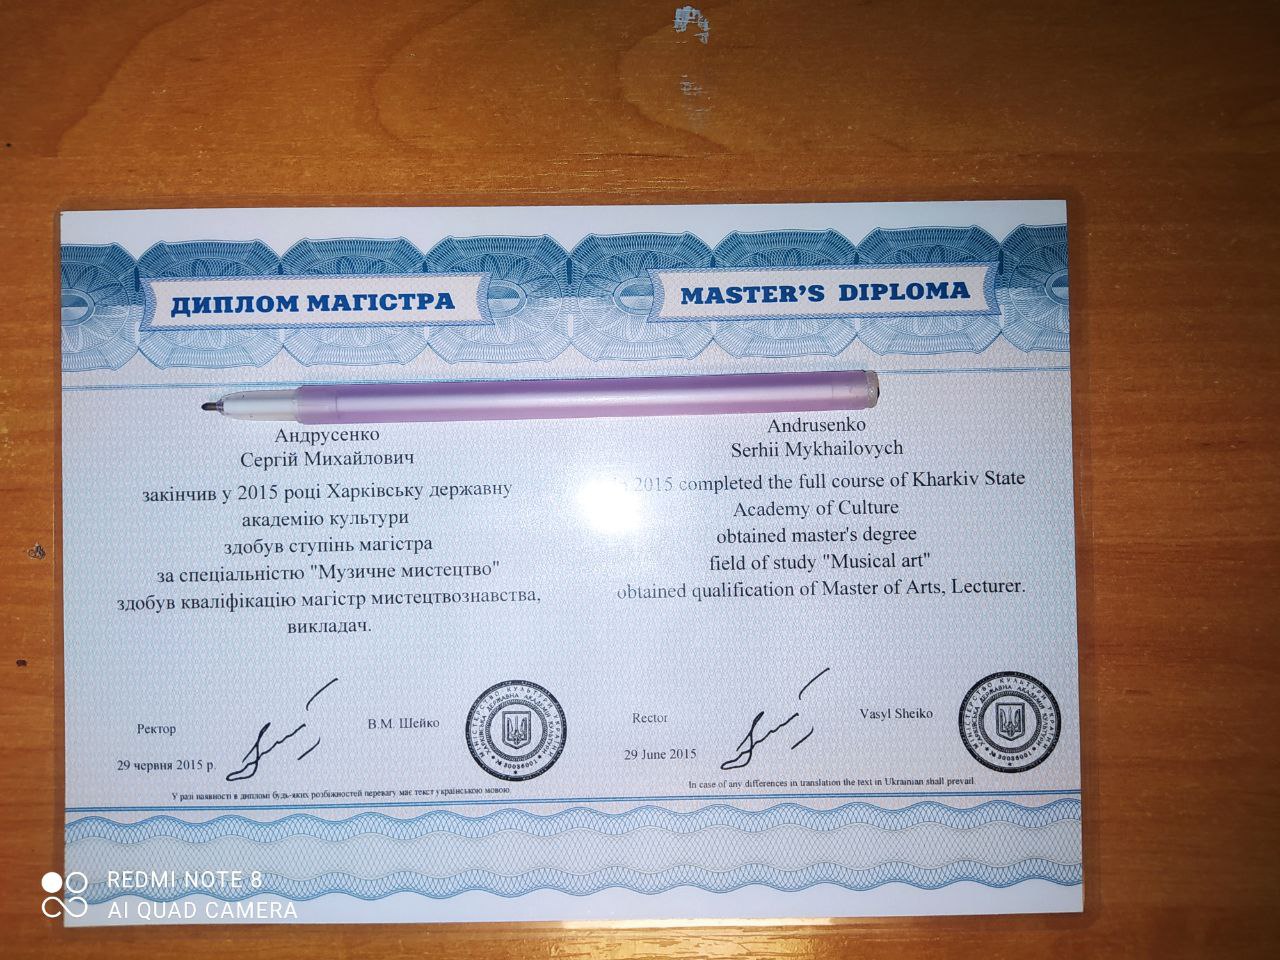 ДИПЛОМ МАГІСТРА
Андрусенко
Сергій Михайлович
закінчив у 2015 році Харківську державну
академію культури
здобув ступінь магістра
за спеціальністю "Музичне мистецтво"
здобув кваліфікацію магістр мистецтвознавства,
викладач.
Ректор
В.М. Шейко
29 червня 2015 р.
У разі наявності в дипломі будь-яких розбіжностей перевагу має текст українською мовою.
MASTER'S DIPLOMA
Andrusenko
Serhii Mykhailovych
2015 completed the full course of Kharkiv State
Academy of Culture
obtained master's degree
field of study "Musical art"
obtained qualification of Master of Arts, Lecturer.
Rector
Vasyl Sheiko
29 June 2015
In case of any differences in translation the text in Ukrainian shall prevail.
REDMI NOTE 8
AI QUAD CAMERA